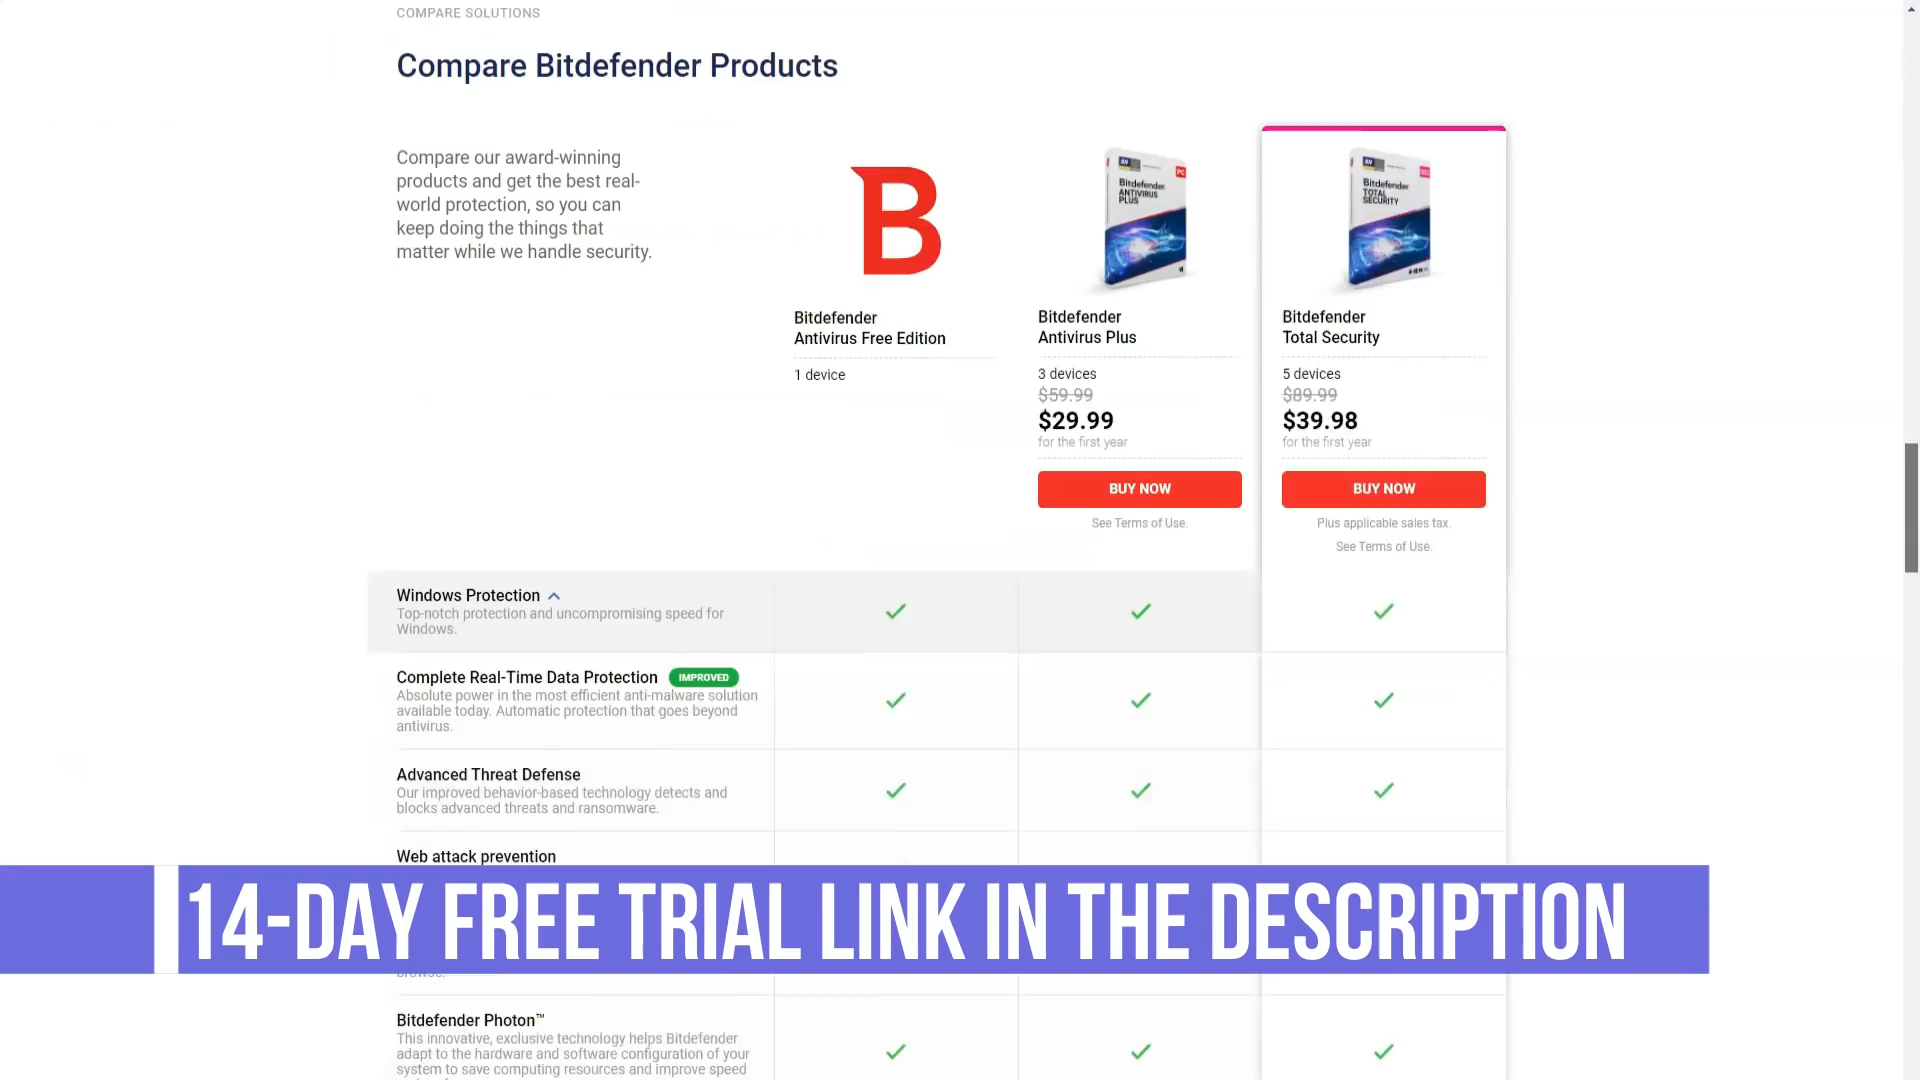 COMPARE SOLUTIONS
Compare Bitdefender Products
Compare our award-winning
products and get the best real-
world protection, so you can
keep doing the things that
matter while we handle security.
B
Bitdefender
Antivirus Free Edition
1 device
PC
Bitdefender
ANTIVIRUS
PLUS
Bitdefender
Antivirus Plus
3 devices
$59.99
$29.99
for the first year
BUY NOW
See Terms of Use.
Bitdefender
TOTAL
SECURITY
Bitdefender
Total Security
5 devices
$89.99
$39.98
for the first year
BUY NOW
Plus applicable sales tax.
See Terms of Use.
Windows Protection
Top-notch protection and uncompromising speed for
Windows.
Complete Real-Time Data Protection IMPROVED
Absolute power in the most efficient anti-malware solution
available today. Automatic protection that goes beyond
antivirus.
Advanced Threat Defense
Our improved behavior-based technology detects and
blocks advanced threats and ransomware.
Web attack prevention
14-DAY FREE TRIAL LINK IN THE DESCRIPTION
browse.
Bitdefender Photon™
This innovative, exclusive technology helps Bitdefender
adapt to the hardware and software configuration of your
system to save computing resources and improve speed